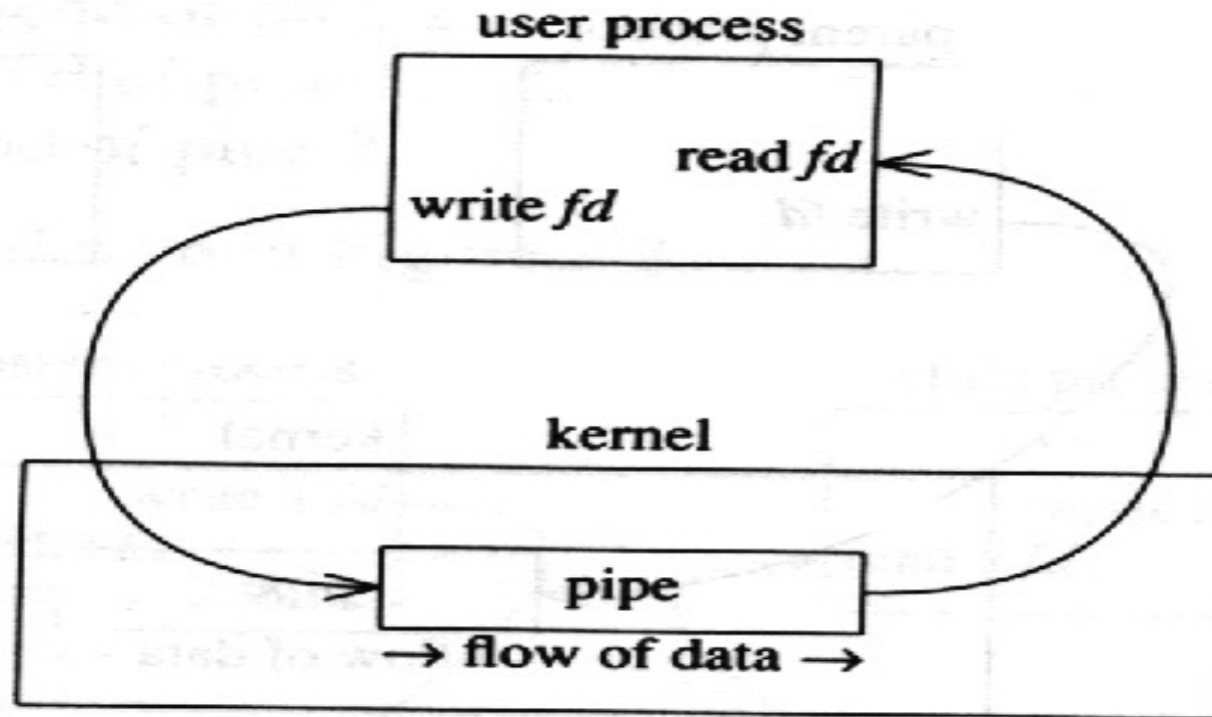 user process
read fd
write fd
kernel
pipe
→ flow of data →